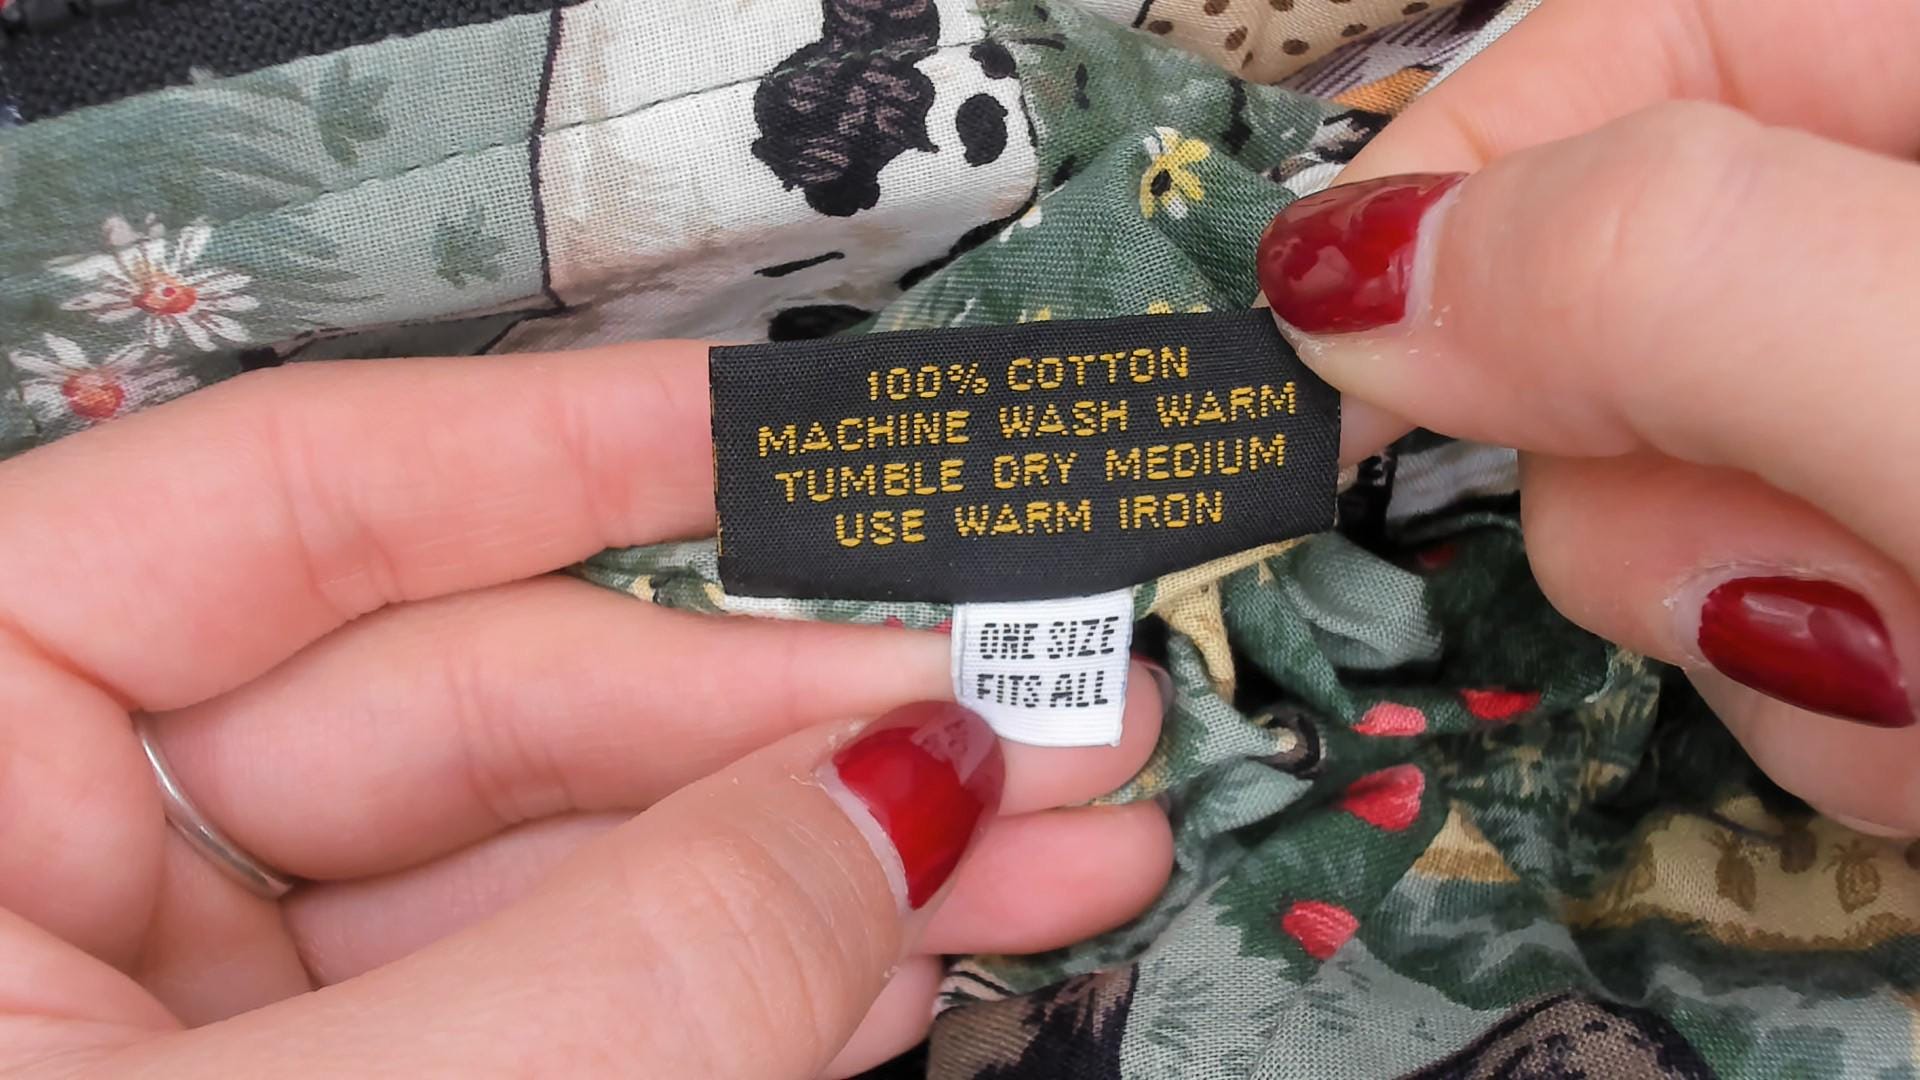 100% COTTON
MACHINE WASH WARM
TUMBLE DRY MEDIUM
USE WARM IRON
ONE SIZE
FITS ALL